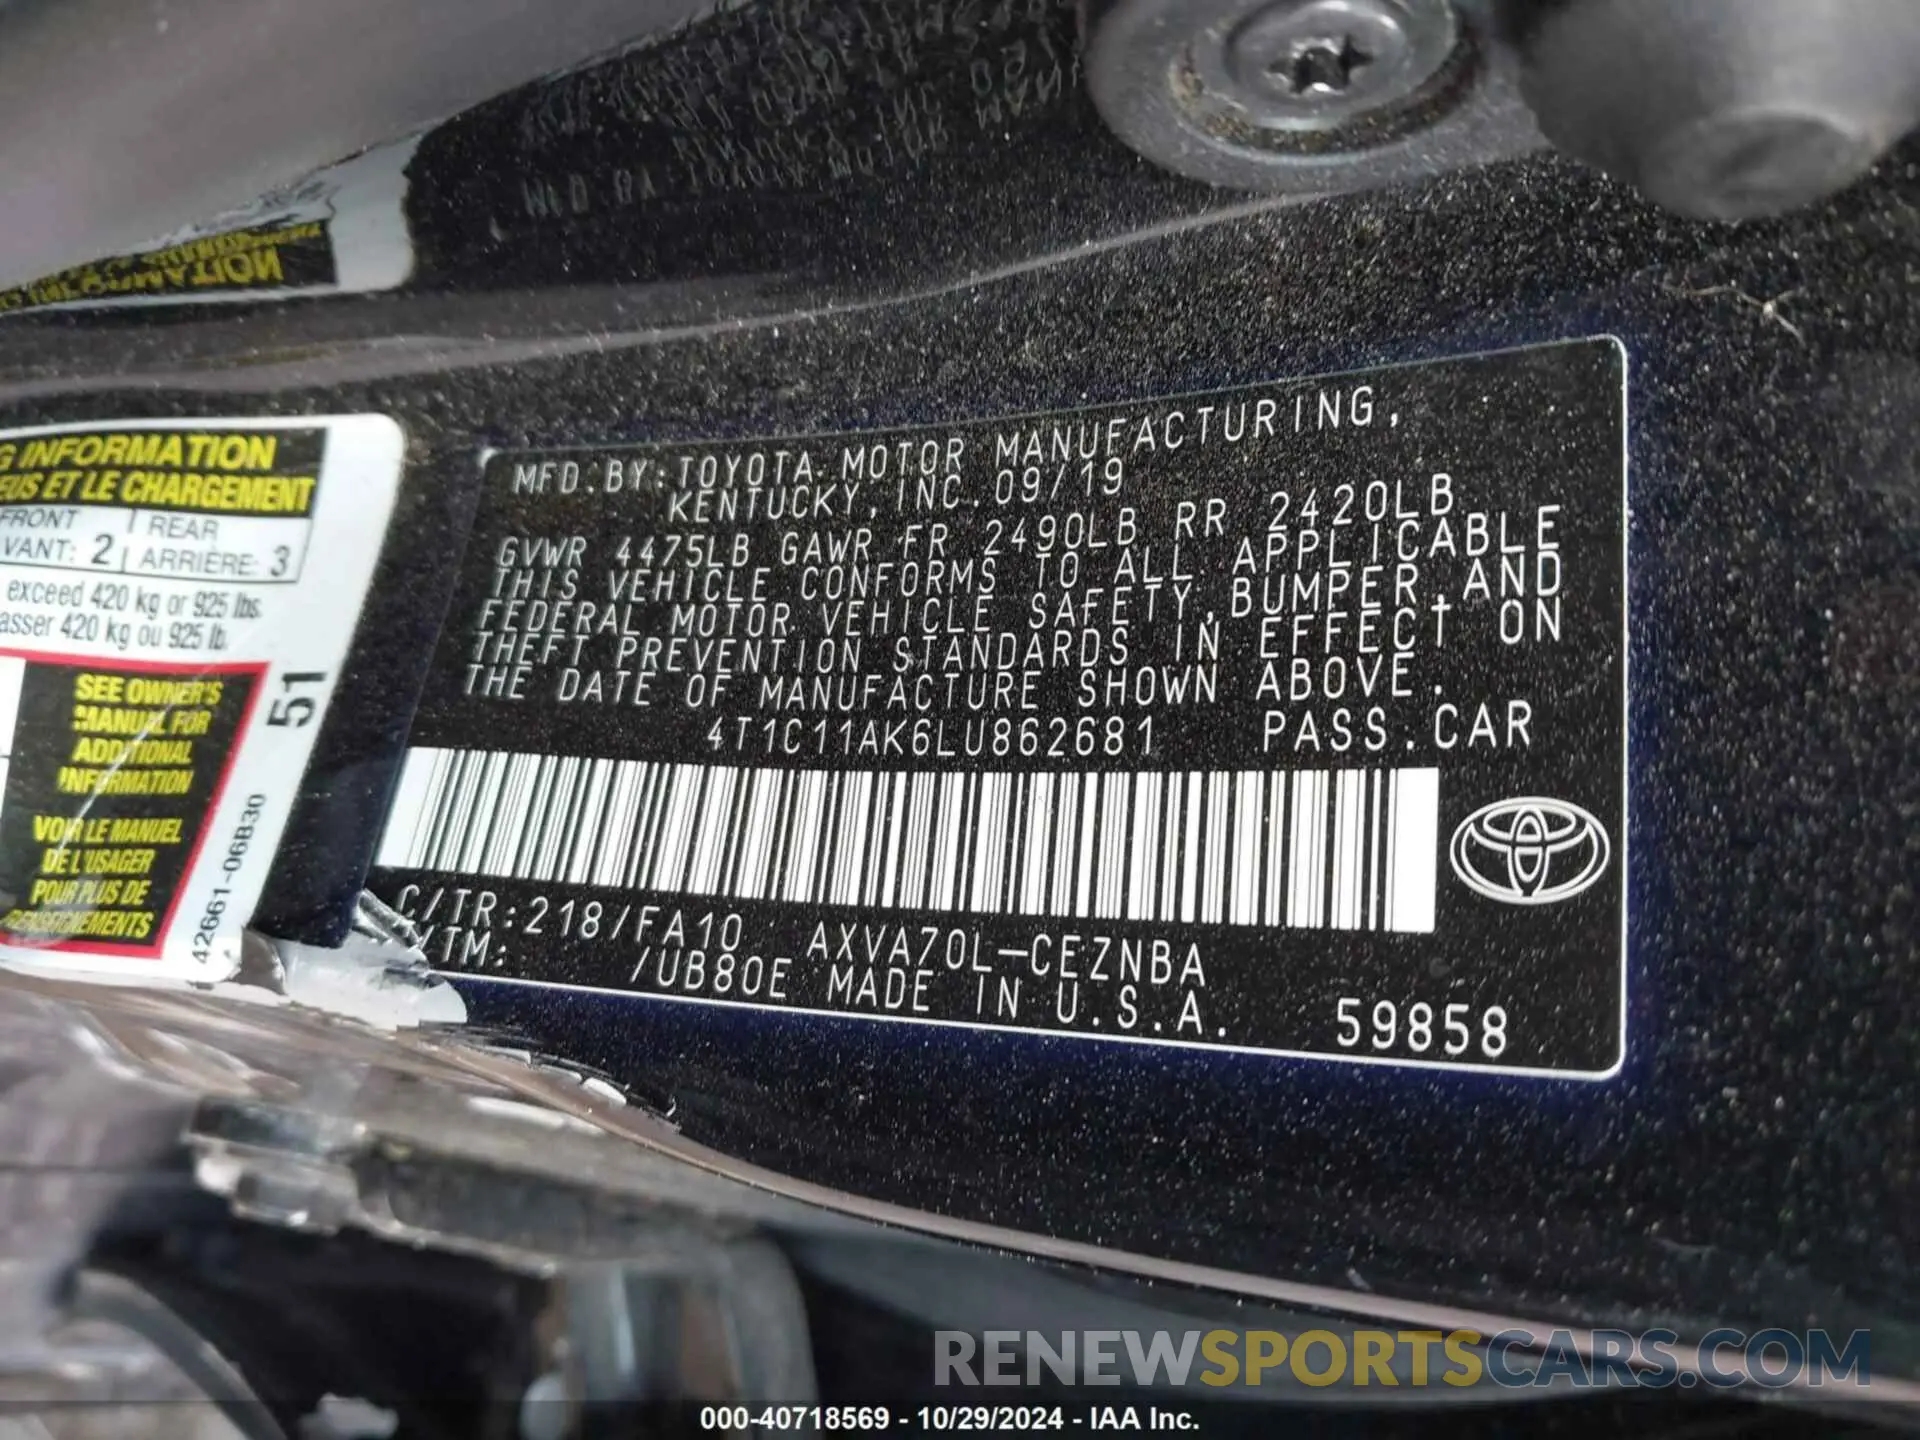 G INFORMATION
EUS ET LE CHARGEMENT
FRONT REAR
VANT: 2 ARRIÈRE: 3
exceed 420 kg or 925 lbs.
asser 420 kg ou 925 lb.
SEE OWNER'S
MANUAL FOR
ADDITIONAL
INFORMATION
VOIR LE MANUEL
DE L'USAGER
POUR PLUS DE
RENSEIGNEMENTS
51
42661-06B30
MFD. BY: TOYOTA MOTOR MANUFACTURING,
KENTUCKY, INC. 09/19
GVWR 4475LB GAWR FR 2490LB RR 2420LB
THIS VEHICLE CONFORMS TO ALL APPLICABLE
FEDERAL MOTOR VEHICLE SAFETY, BUMPER, AND
THEFT PREVENTION STANDARDS IN EFFECT ON
THE DATE OF MANUFACTURE SHOWN ABOVE.
4T1C11AK6LU862681 PASS. CAR
C/TR:218/FA10 AXVA70L-CEZNBA
/TM: /UB80E MADE IN U.S.A. 59858
RENEWSPORTSCARS.COM
000-40718569 - 10/29/2024 - IAA Inc.